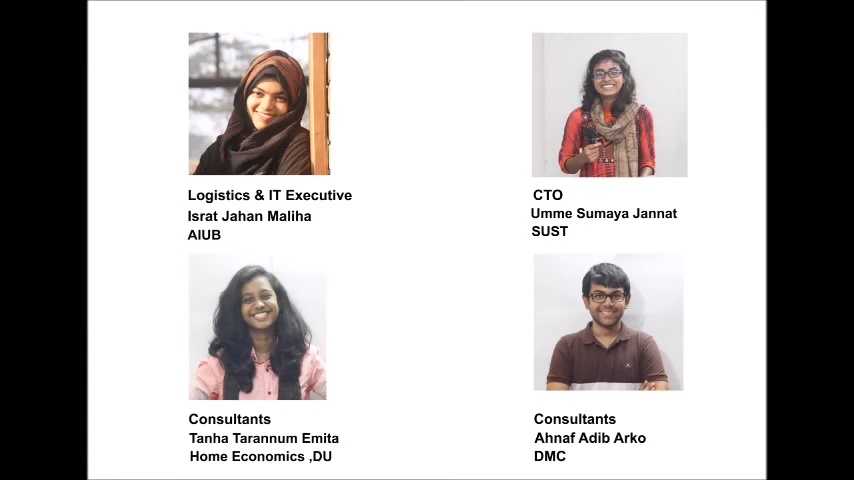 Logistics & IT Executive
Israt Jahan Maliha
AIUB
CTO
Umme Sumaya Jannat
SUST
Consultants
Tanha Tarannum Emita
Home Economics ,DU
Consultants
Ahnaf Adib Arko
DMC